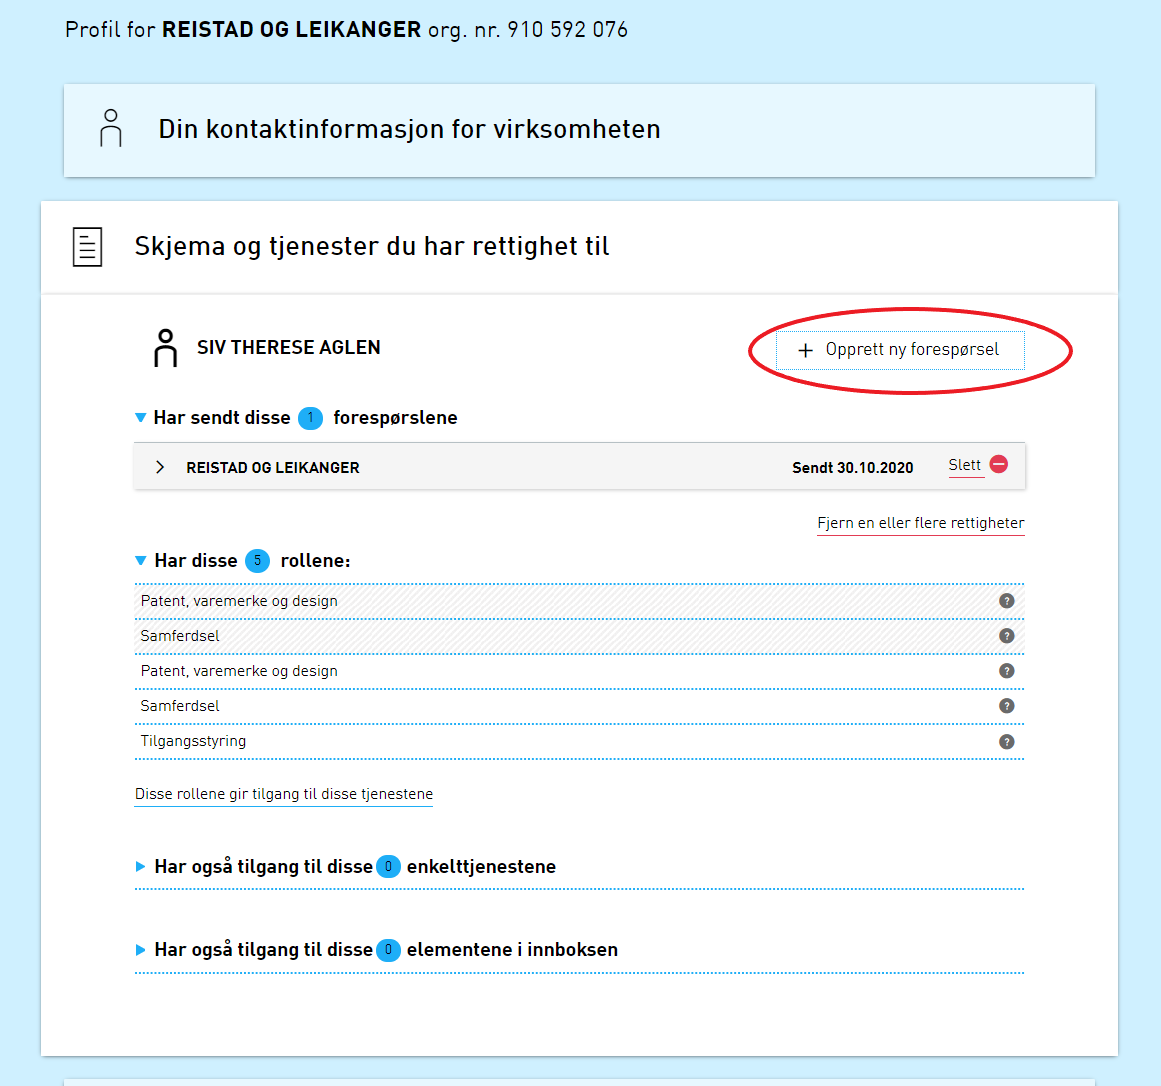 Profil for REISTAD OG LEIKANGER org. nr. 910 592 076
Din kontaktinformasjon for virksomheten
Skjema og tjenester du har rettighet til
SIV THERESE AGLEN
+ Opprett ny forespørsel
Har sendt disse 1 forespørslene
REISTAD OG LEIKANGER Sendt 30.10.2020 Slett
Fjern en eller flere rettigheter
Har disse 5 rollene:
Patent, varemerke og design ?
Samferdsel ?
Patent, varemerke og design ?
Samferdsel ?
Tilgangsstyring ?
Disse rollene gir tilgang til disse tjenestene
Har også tilgang til disse 0 enkelttjenestene
Har også tilgang til disse 0 elementene i innboksen